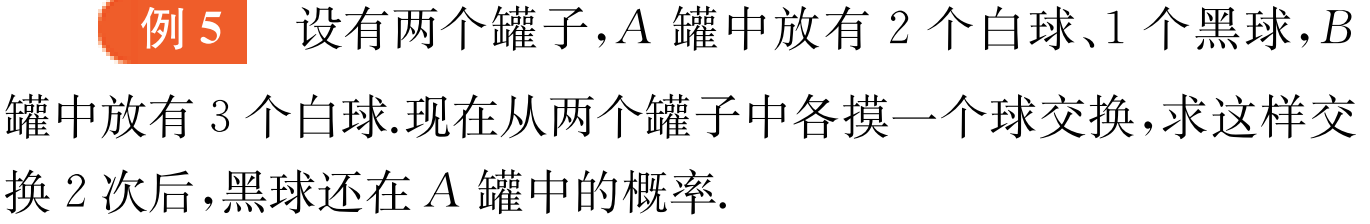 例 5 设有两个罐子,A 罐中放有 2 个白球、1 个黑球,B
罐中放有 3 个白球.现在从两个罐子中各摸一个球交换,求这样交
换 2 次后,黑球还在 A 罐中的概率.